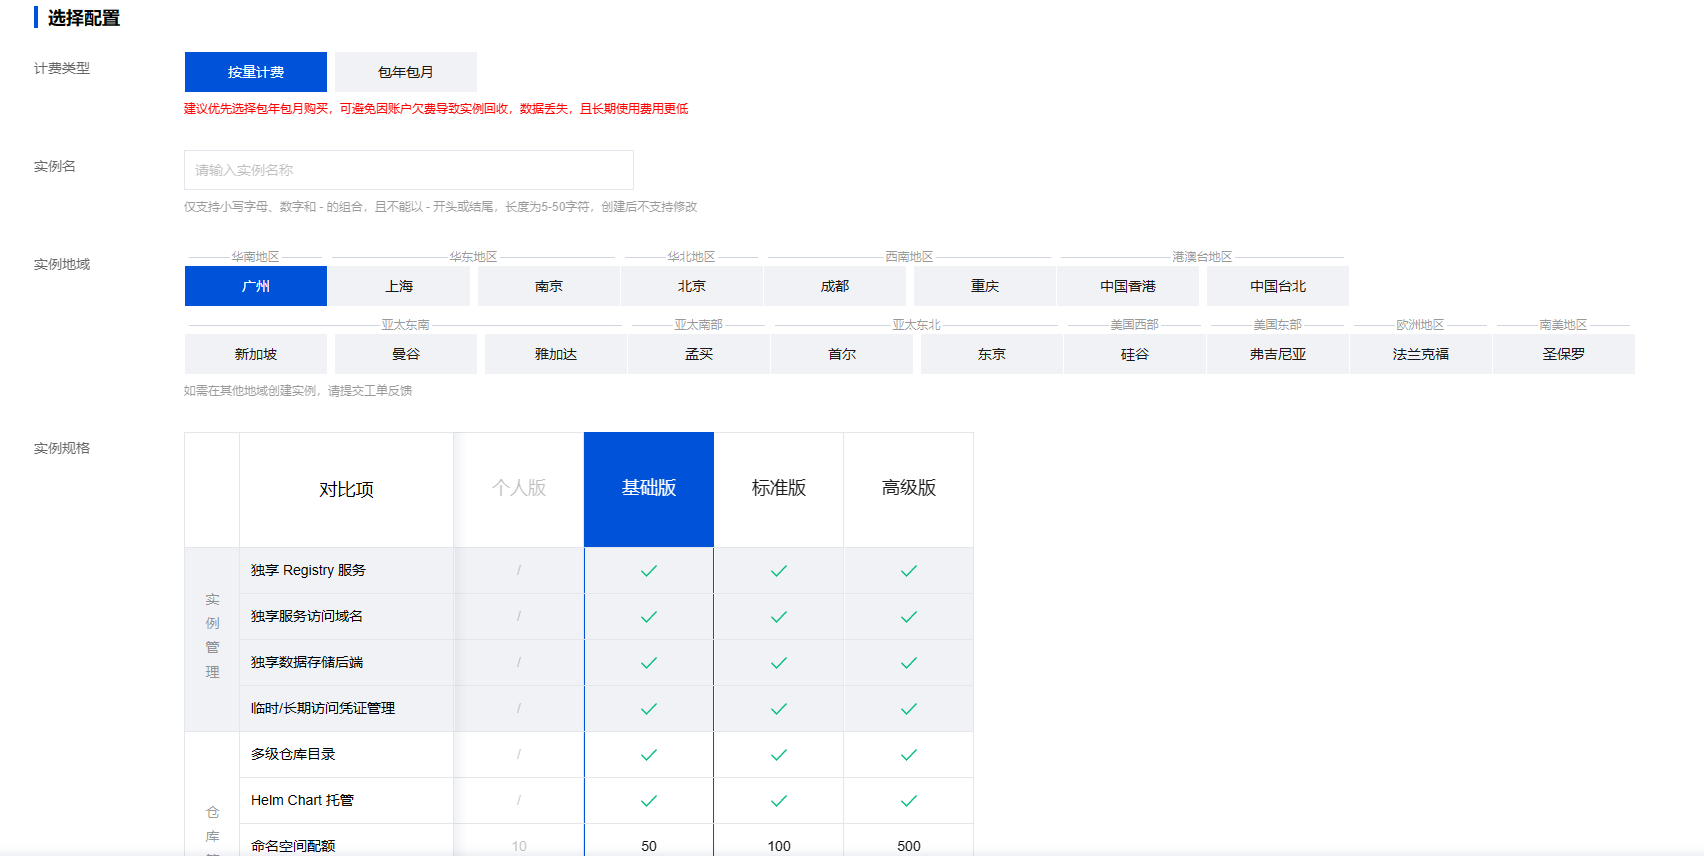 选择配置
计费类型
按量计费 包年包月
建议优先选择包年包月购买，可避免因账户欠费导致实例回收，数据丢失，且长期使用费用更低
实例名
请输入实例名称
仅支持小写字母、数字和 - 的组合，且不能以 - 开头或结尾，长度为5-50字符，创建后不支持修改
实例地域
华南地区 华东地区 华北地区 西南地区 港澳台地区
广州 上海 南京 北京 成都 重庆 中国香港 中国台北
亚太东南 亚太南部 亚太东北 美国西部 美国东部 欧洲地区 南美地区
新加坡 曼谷 雅加达 孟买 首尔 东京 硅谷 弗吉尼亚 法兰克福 圣保罗
如需在其他地域创建实例，请提交工单反馈
实例规格
对比项 个人版 基础版 标准版 高级版
实例管理
独享 Registry 服务 /
独享服务访问域名 /
独享数据存储后端 /
临时/长期访问凭证管理 /
仓库
多级仓库目录 /
Helm Chart 托管 /
命名空间配额 10 50 100 500